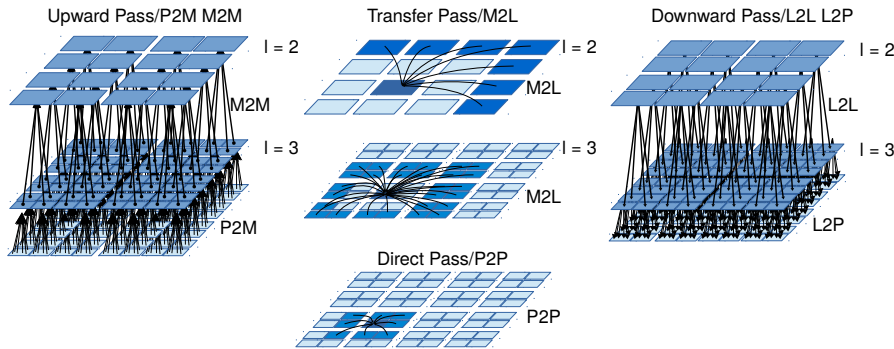 Upward Pass/P2M M2M
Transfer Pass/M2L
Downward Pass/L2L L2P
l = 2
l = 2
l = 2
M2M
M2L
L2L
l = 3
l = 3
l = 3
M2L
P2M
L2P
Direct Pass/P2P
P2P